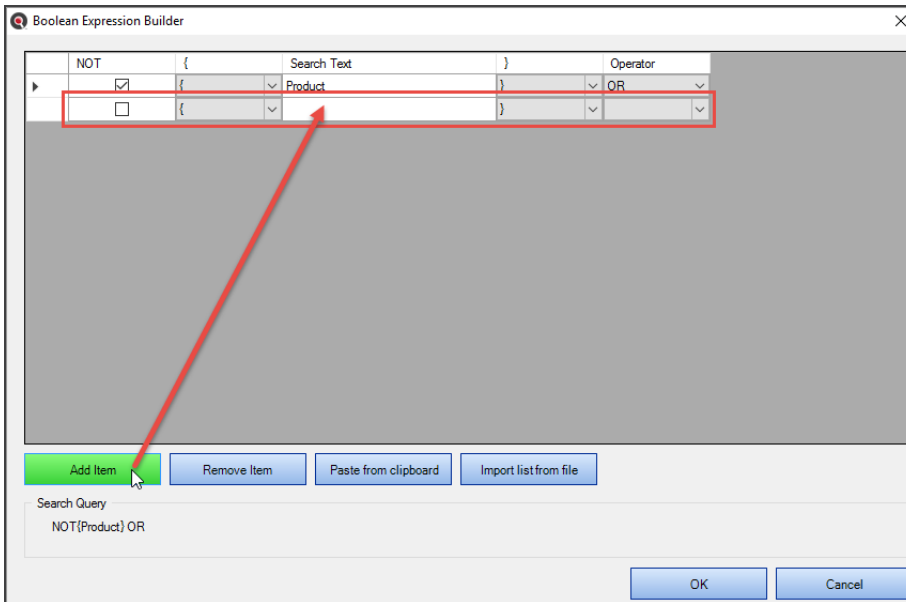 Boolean Expression Builder
NOT { Search Text } Operator
{ Product } OR
{ }
Add Item Remove Item Paste from clipboard Import list from file
Search Query
NOT{Product} OR
OK Cancel